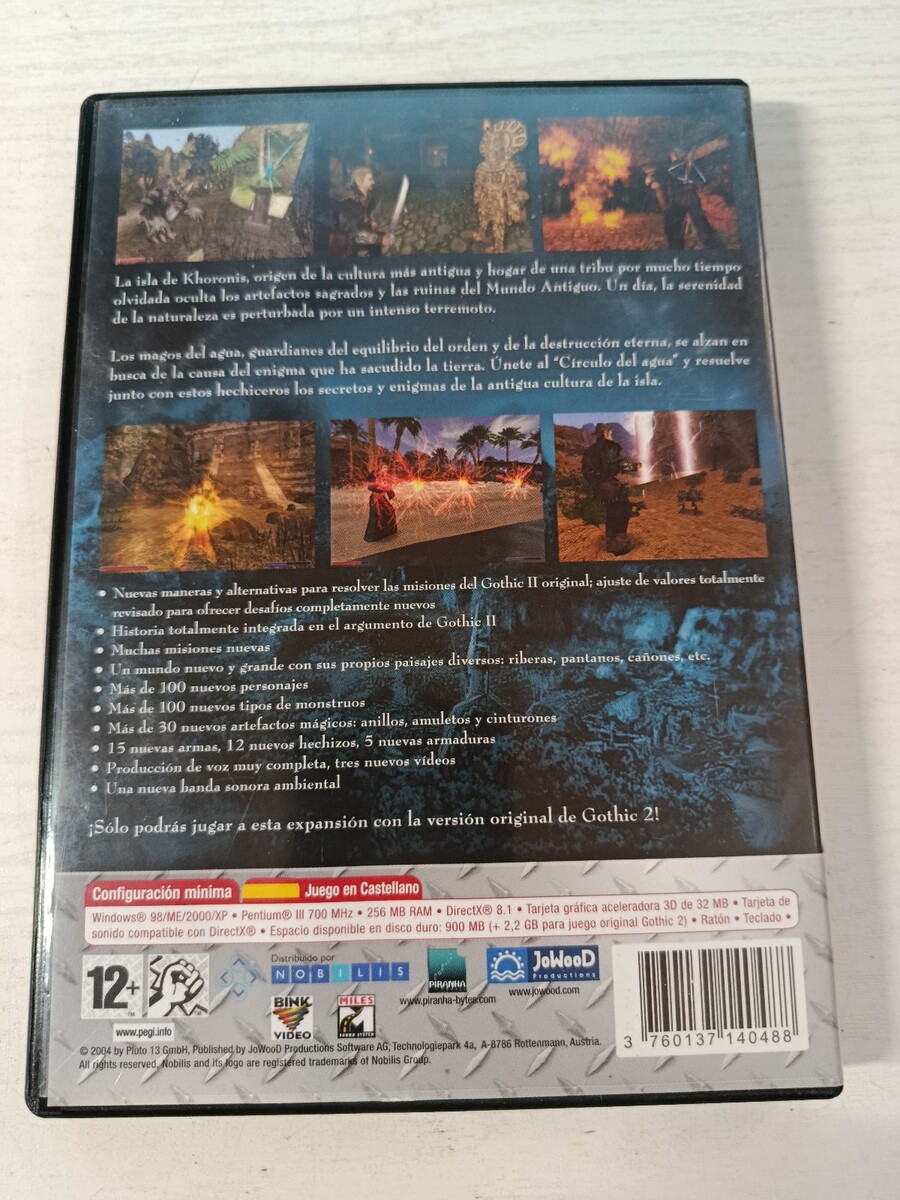 La isla de Khoronis, origen de la cultura más antigua y hogar de una tribu por mucho tiempo
olvidada oculta los artefactos sagrados y las ruinas del Mundo Antiguo. Un día, la serenidad
de la naturaleza es perturbada por un intenso terremoto.
Los magos del agua, guardianes del equilibrio del orden y de la destrucción eterna, se alzan en
busca de la causa del enigma que ha sacudido la tierra. Únete al "Círculo del agua" y resuelve
junto con estos hechiceros los secretos y enigmas de la antigua cultura de la isla.
• Nuevas maneras y alternativas para resolver las misiones del Gothic II original; ajuste de valores totalmente
revisado para ofrecer desafíos completamente nuevos
• Historia totalmente integrada en el argumento de Gothic II
• Muchas misiones nuevas
• Un mundo nuevo y grande con sus propios paisajes diversos: riberas, pantanos, cañones, etc.
• Más de 100 nuevos personajes
• Más de 100 nuevos tipos de monstruos
• Más de 30 nuevos artefactos mágicos: anillos, amuletos y cinturones
• 15 nuevas armas, 12 nuevos hechizos, 5 nuevas armaduras
• Producción de voz muy completa, tres nuevos vídeos
• Una nueva banda sonora ambiental
¡Sólo podrás jugar a esta expansión con la versión original de Gothic 2!
Configuración mínima
Juego en Castellano
Windows® 98/ME/2000/XP • Pentium® III 700 MHz • 256 MB RAM • DirectX® 8.1 • Tarjeta gráfica aceleradora 3D de 32 MB • Tarjeta de
sonido compatible con DirectX® • Espacio disponible en disco duro: 900 MB (+ 2,2 GB para juego original Gothic 2) • Ratón • Teclado •
12+
™
www.pegi.info
Distribuido por
NOBILIS
BINK
VIDEO
MILES
SOUND SYSTEM
PIRANHA
www.piranha-bytes.com
JoWooD
Productions
www.jowood.com
3 760137 140488
© 2004 by Pluto 13 GmbH, Published by JoWooD Productions Software AG, Technologiepark 4a, A-8786 Rottenmann, Austria.
All rights reserved. Nobilis and its logo are registered trademarks of Nobilis Group.